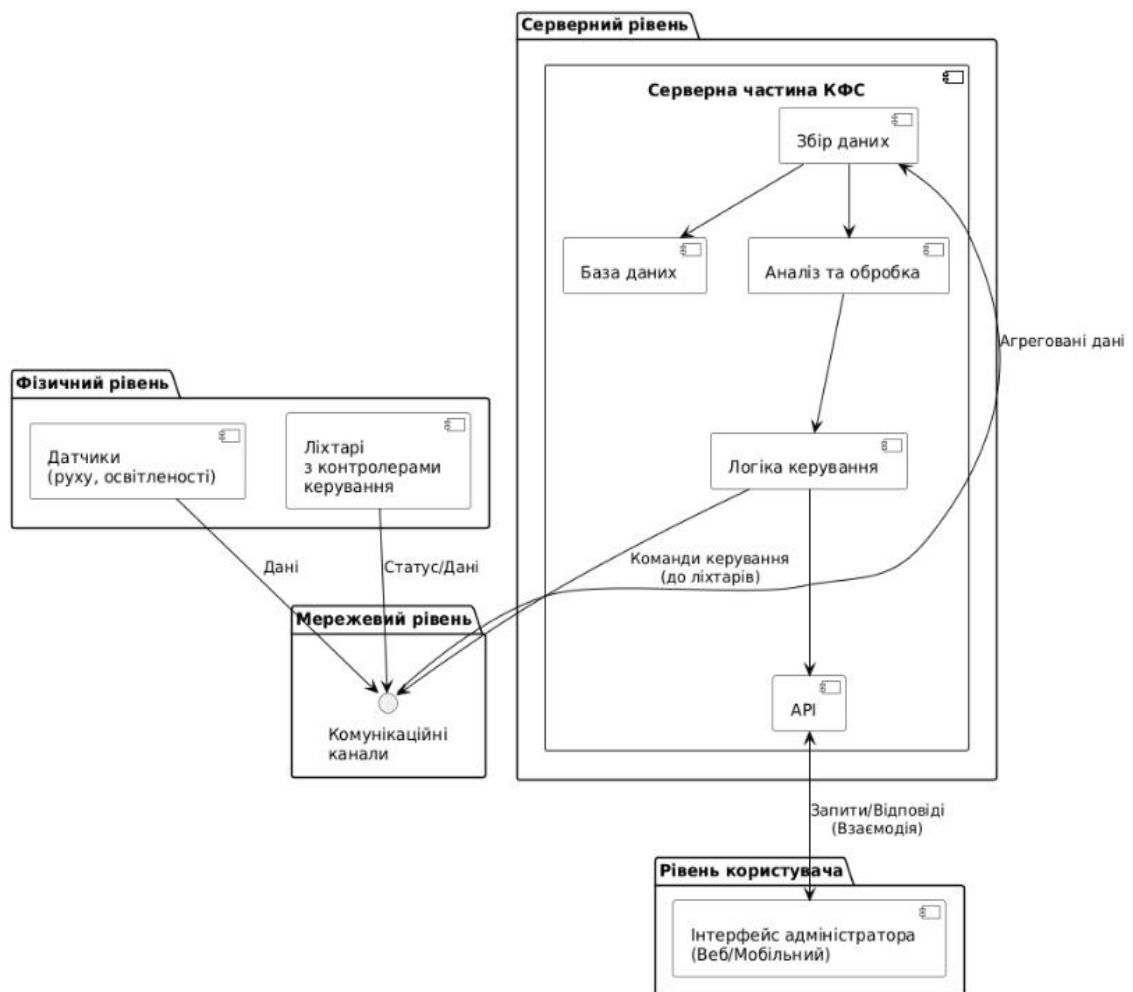 Серверний рівень
Серверна частина КФС
Збір даних
База даних
Аналіз та обробка
Агреговані дані
Фізичний рівень
Датчики
(руху, освітленості)
Ліхтарі
з контролерами
керування
Логіка керування
Дані
Статус/Дані
Команди керування
(до ліхтарів)
Мережевий рівень
Комунікаційні
канали
API
Запити/Відповіді
(Взаємодія)
Рівень користувача
Інтерфейс адміністратора
(Веб/Мобільний)